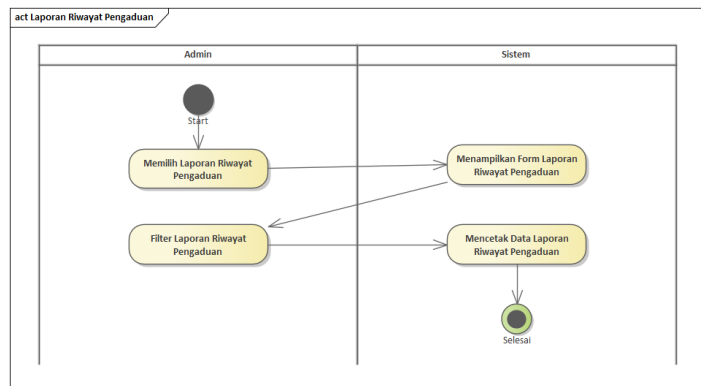 act Laporan Riwayat Pengaduan
Admin
Sistem
Start
Memilih Laporan Riwayat
Pengaduan
Menampilkan Form Laporan
Riwayat Pengaduan
Filter Laporan Riwayat
Pengaduan
Mencetak Data Laporan
Riwayat Pengaduan
Selesai